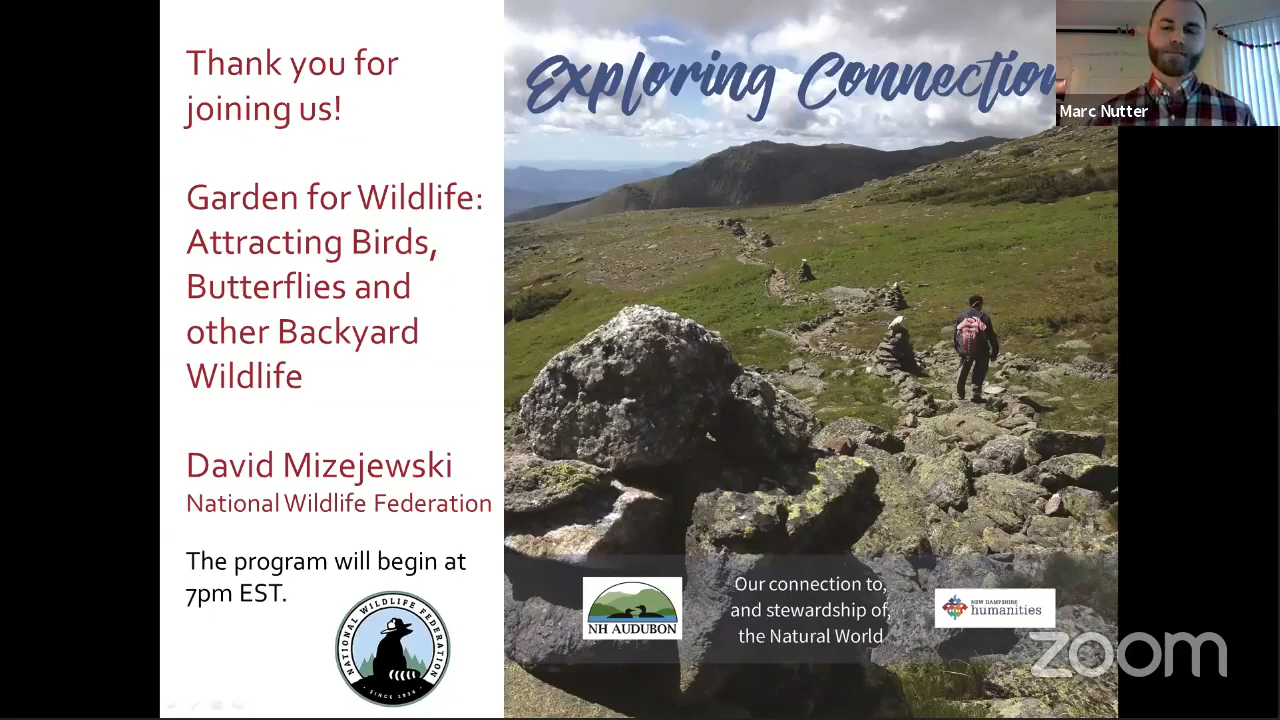 Thank you for
joining us!
Garden for Wildlife:
Attracting Birds,
Butterflies and
other Backyard
Wildlife
David Mizejewski
National Wildlife Federation
The program will begin at
7pm EST.
NATIONAL WILDLIFE FEDERATION
· SINCE 1936 ·
Exploring Connection
Marc Nutter
NH AUDUBON
Our connection to,
and stewardship of,
the Natural World
NEW HAMPSHIRE
humanities
zoom